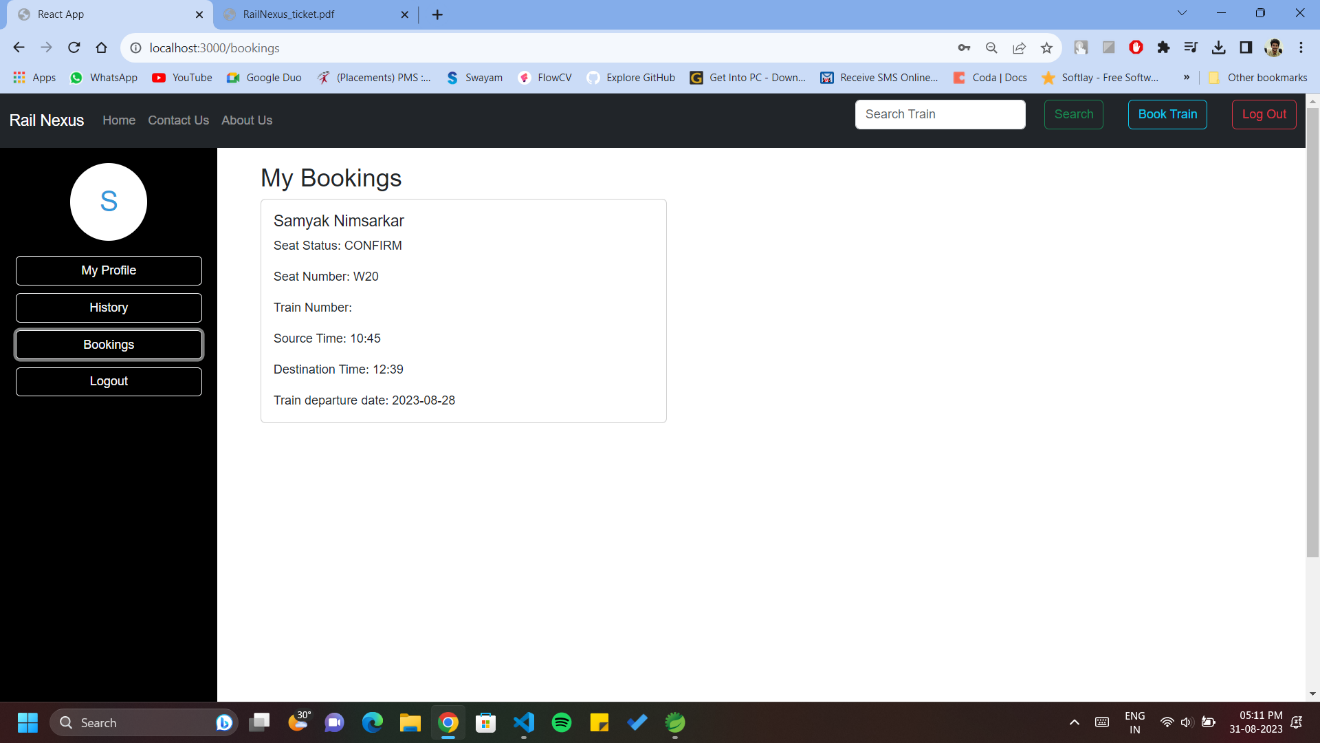 React App
RailNexus_ticket.pdf
localhost:3000/bookings
Apps WhatsApp YouTube Google Duo (Placements) PMS :... Swayam FlowCV Explore GitHub Get Into PC - Down... Receive SMS Online... Coda | Docs Softlay - Free Softw... » Other bookmarks
Rail Nexus Home Contact Us About Us Search Train Search Book Train Log Out
S
My Profile
History
Bookings
Logout
My Bookings
Samyak Nimsarkar
Seat Status: CONFIRM
Seat Number: W20
Train Number:
Source Time: 10:45
Destination Time: 12:39
Train departure date: 2023-08-28
Search
30°
ENG
IN
05:11 PM
31-08-2023